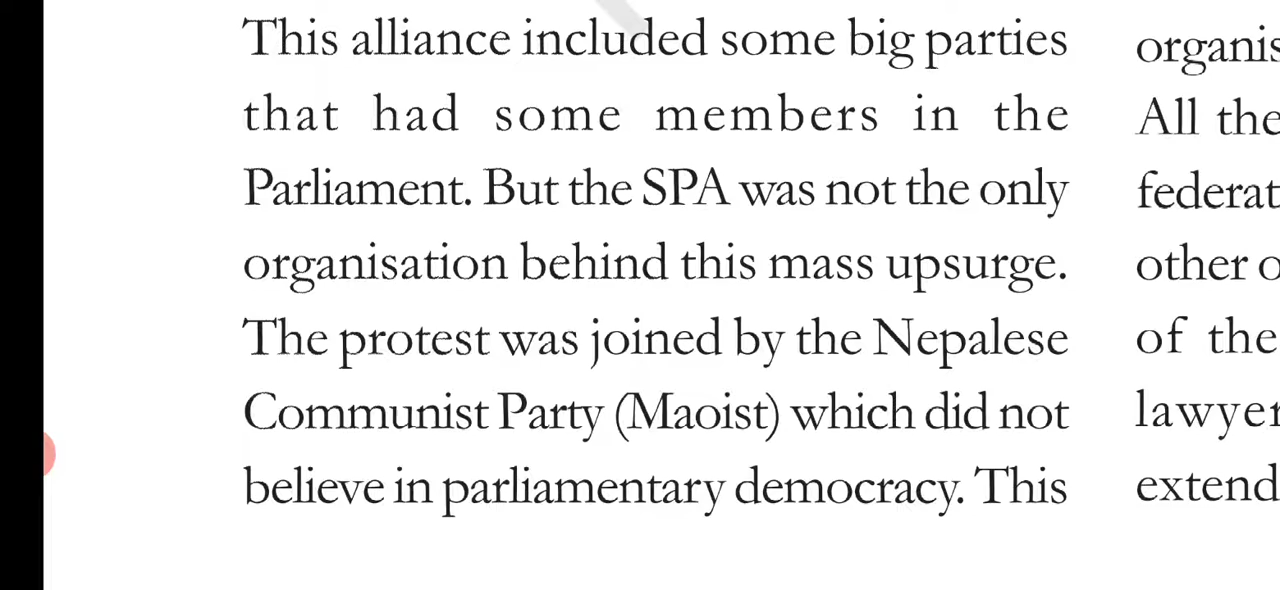 This alliance included some big parties
that had some members in the
Parliament. But the SPA was not the only
organisation behind this mass upsurge.
The protest was joined by the Nepalese
Communist Party (Maoist) which did not
believe in parliamentary democracy. This
All the
other
of the
extend